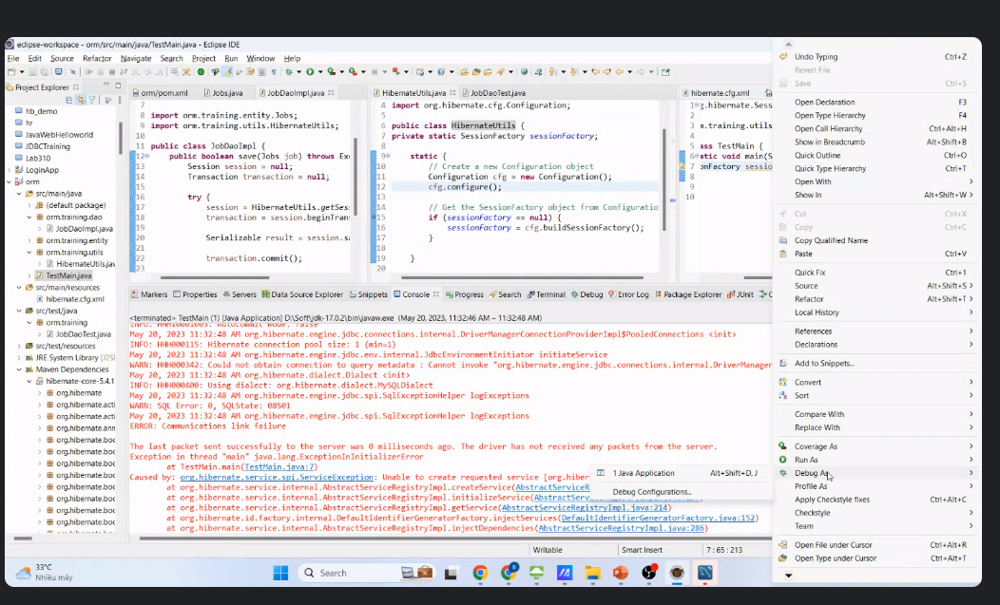 eclipse-workspace - orm/src/main/java/TestMain.java - Eclipse IDE
File Edit Source Refactor Navigate Search Project Run Window Help
Project Explorer
hb_demo
hr
JavaWebHelloworld
JDBCTraining
Lab310
LoginApp
orm
src/main/java
(default package)
orm.training.dao
JobDaoImpl.java
orm.training.entity
orm.training.utils
HibernateUtils.jav
TestMain.java
src/main/resources
hibernate.cfg.xml
src/test/java
orm.training
JobDaoTest.java
src/test/resources
JRE System Library [J2S
Maven Dependencies
hibernate-core-5.4.1
org.hibernate
org.hibernate.acti
org.hibernate.acti
org.hibernate.ann
org.hibernate.boc
org.hibernate.boc
org.hibernate.boc
org.hibernate.boc
org.hibernate.boc
org.hibernate.boc
org.hibernate.boc
orm/pom.xml Jobs.java JobDaoImpl.java
7
8 import orm.training.entity.Jobs;
9 import orm.training.utils.HibernateUtils;
10
11 public class JobDaoImpl {
12 public boolean save(Jobs job) throws Ex
13 Session session = null;
14 Transaction transaction = null;
15
16 try {
17 session = HibernateUtils.getSes
18 transaction = session.beginTran
19
20 Serializable result = session.sa
21
22 transaction.commit();
23
HibernateUtils.java JobDaoTest.java
4 import org.hibernate.cfg.Configuration;
5
6 public class HibernateUtils {
7 private static SessionFactory sessionFactory;
8
9 static {
10 // Create a new Configuration object
11 Configuration cfg = new Configuration();
12 cfg.configure();
13
14 // Get the SessionFactory object from Configuratio
15 if (sessionFactory == null) {
16 sessionFactory = cfg.buildSessionFactory();
17 }
18
19 }
20
hibernate.cfg.xml
1 n.hibernate.Sess
2
3 m.training.utils
4
5 ass TestMain {
6 atic void main(S
7 onFactory sessio
8
9
10
Markers Properties Servers Data Source Explorer Snippets Console Progress Search Terminal Debug Error Log Package Explorer JUnit
<terminated> TestMain (1) [Java Application] D:\Soft\jdk-17.0.2\bin\javaw.exe (May 20, 2023, 11:32:46 AM – 11:32:48 AM)
INFO: HHH10001003: Autocommit mode: false
May 20, 2023 11:32:48 AM org.hibernate.engine.jdbc.connections.internal.DriverManagerConnectionProviderImpl$PooledConnections <init>
INFO: HHH000115: Hibernate connection pool size: 1 (min=1)
May 20, 2023 11:32:48 AM org.hibernate.engine.jdbc.env.internal.JdbcEnvironmentInitiator initiateService
WARN: HHH000342: Could not obtain connection to query metadata : Cannot invoke "org.hibernate.engine.jdbc.connections.internal.DriverManager
May 20, 2023 11:32:48 AM org.hibernate.dialect.Dialect <init>
INFO: HHH000400: Using dialect: org.hibernate.dialect.MySQLDialect
May 20, 2023 11:32:48 AM org.hibernate.engine.jdbc.spi.SqlExceptionHelper logExceptions
WARN: SQL Error: 0, SQLState: 08S01
May 20, 2023 11:32:48 AM org.hibernate.engine.jdbc.spi.SqlExceptionHelper logExceptions
ERROR: Communications link failure
The last packet sent successfully to the server was 0 milliseconds ago. The driver has not received any packets from the server.
Exception in thread "main" java.lang.ExceptionInInitializerError
at TestMain.main(TestMain.java:7)
Caused by: org.hibernate.service.spi.ServiceException: Unable to create requested service [org.hibe
at org.hibernate.service.internal.AbstractServiceRegistryImpl.createService(AbstractServiceR
at org.hibernate.service.internal.AbstractServiceRegistryImpl.initializeService(AbstractServ
at org.hibernate.service.internal.AbstractServiceRegistryImpl.getService(AbstractServiceRegistryImpl.java:214)
at org.hibernate.id.factory.internal.DefaultIdentifierGeneratorFactory.injectServices(DefaultIdentifierGeneratorFactory.java:152)
at org.hibernate.service.internal.AbstractServiceRegistryImpl.injectDependencies(AbstractServiceRegistryImpl.java:286)
1 Java Application Alt+Shift+D, J
Debug Configurations...
Undo Typing Ctrl+Z
Revert File
Save Ctrl+S
Open Declaration F3
Open Type Hierarchy F4
Open Call Hierarchy Ctrl+Alt+H
Show in Breadcrumb Alt+Shift+B
Quick Outline Ctrl+O
Quick Type Hierarchy Ctrl+T
Open With
Show In Alt+Shift+W
Cut Ctrl+X
Copy Ctrl+C
Copy Qualified Name
Paste Ctrl+V
Quick Fix Ctrl+1
Source Alt+Shift+S
Refactor Alt+Shift+T
Local History
References
Declarations
Add to Snippets...
Convert
Sort
Compare With
Replace With
Coverage As
Run As
Debug As
Profile As
Apply Checkstyle fixes Ctrl+Alt+C
Checkstyle
Team
Open File under Cursor Ctrl+Alt+R
Open Type under Cursor Ctrl+Alt+T
Writable Smart Insert 7 : 65 : 213
33°C
Nhiều mây
Search